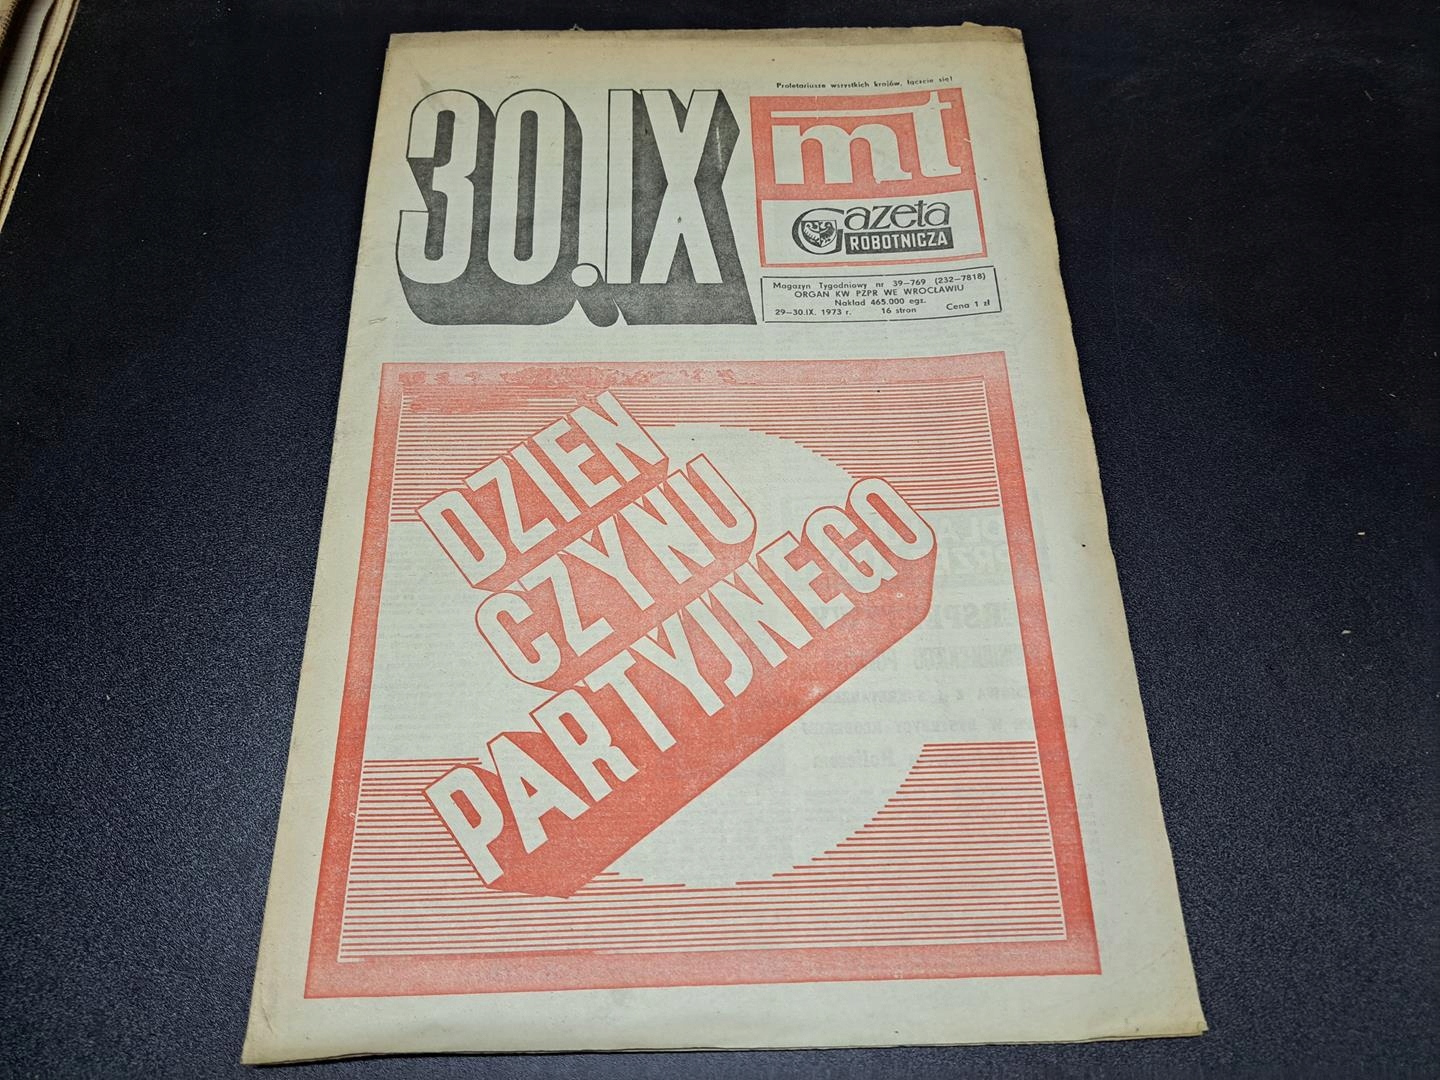 Proletariusze wszystkich krajów, łączcie się!
30.IX
mt
Gazeta
ROBOTNICZA
Magazyn Tygodniowy nr 39—769 (232—7818)
ORGAN KW PZPR WE WROCŁAWIU
Nakład 465.000 egz.
29—30.IX. 1973 r. 16 stron Cena 1 zł
DZIEŃ
CZYNU
PARTYJNEGO